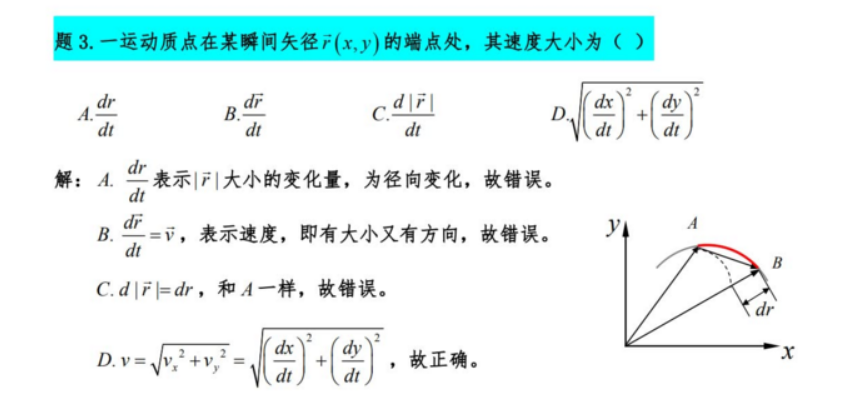 题 3. 一运动质点在某瞬间矢径 $\vec{r}(x,y)$ 的端点处，其速度大小为（ ）
A. $\frac{dr}{dt}$ B. $\frac{d\vec{r}}{dt}$ C. $\frac{d|\vec{r}|}{dt}$ D. $\sqrt{\left(\frac{dx}{dt}\right)^2+\left(\frac{dy}{dt}\right)^2}$
解：A. $\frac{dr}{dt}$ 表示 $|\vec{r}|$ 大小的变化量，为径向变化，故错误。
B. $\frac{d\vec{r}}{dt}=\vec{v}$，表示速度，即有大小又有方向，故错误。
C. $d|\vec{r}|=dr$，和 A 一样，故错误。
D. $v=\sqrt{v_x^2+v_y^2}=\sqrt{\left(\frac{dx}{dt}\right)^2+\left(\frac{dy}{dt}\right)^2}$，故正确。
y
A
B
dr
x